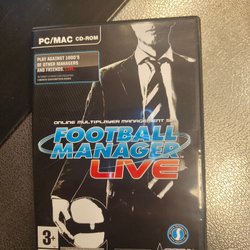 PC/MAC CD-ROM
PLAY AGAINST 1000'S
OF OTHER MANAGERS
AND FRIENDS, LIVE.
ONLINE MULTIPLAYER MANAGEMENT
FOOTBALL
MANAGER
LIVE
3+
S